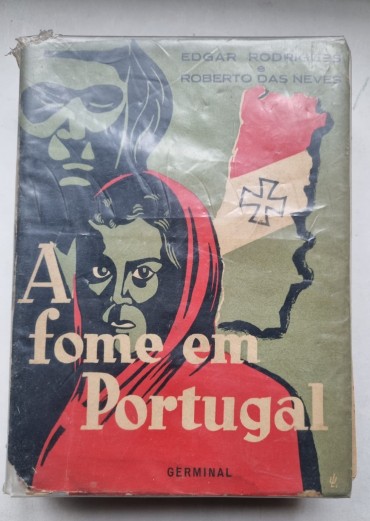 EDGAR RODRIGUES
e
ROBERTO DAS NEVES
A
fome em
Portugal
GERMINAL